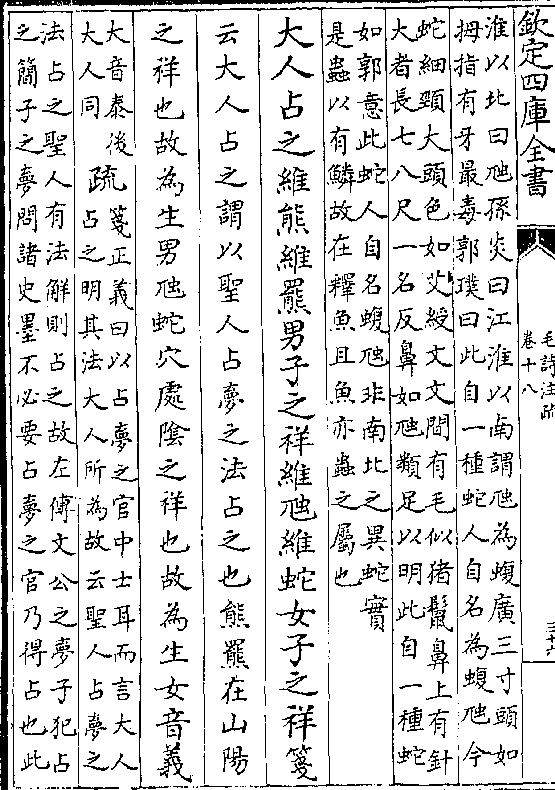 欽定四庫全書
毛詩注疏
卷十八
淮以北曰虺孫炎曰江淮以南謂虺為蝮廣三寸頭如
拇指有牙最毒郭璞曰此自一種蛇人自名為蝮虺今
蛇細頸大頭色如艾綬文文間有毛似猪鬛鼻上有針
大者長七八尺一名反鼻如虺類足以明此自一種蛇
如郭意此蛇人自名蝮虺非南北之異蛇實
是蟲以有鱗故在釋魚且魚亦蟲之屬也
大人占之維熊維羆男子之祥維虺維蛇女子之祥箋
云大人占之謂以聖人占夢之法占之也熊羆在山陽
之祥也故為生男虺蛇穴處陰之祥也故為生女音義
大音泰後
大人同
疏
箋正義曰以占夢之官中士耳而言大人
占之明其法大人所為故云聖人占夢之
法占之聖人有法解則占之故左傳文公之夢子犯占
之簡子之夢問諸史墨不必要占夢之官乃得占也此